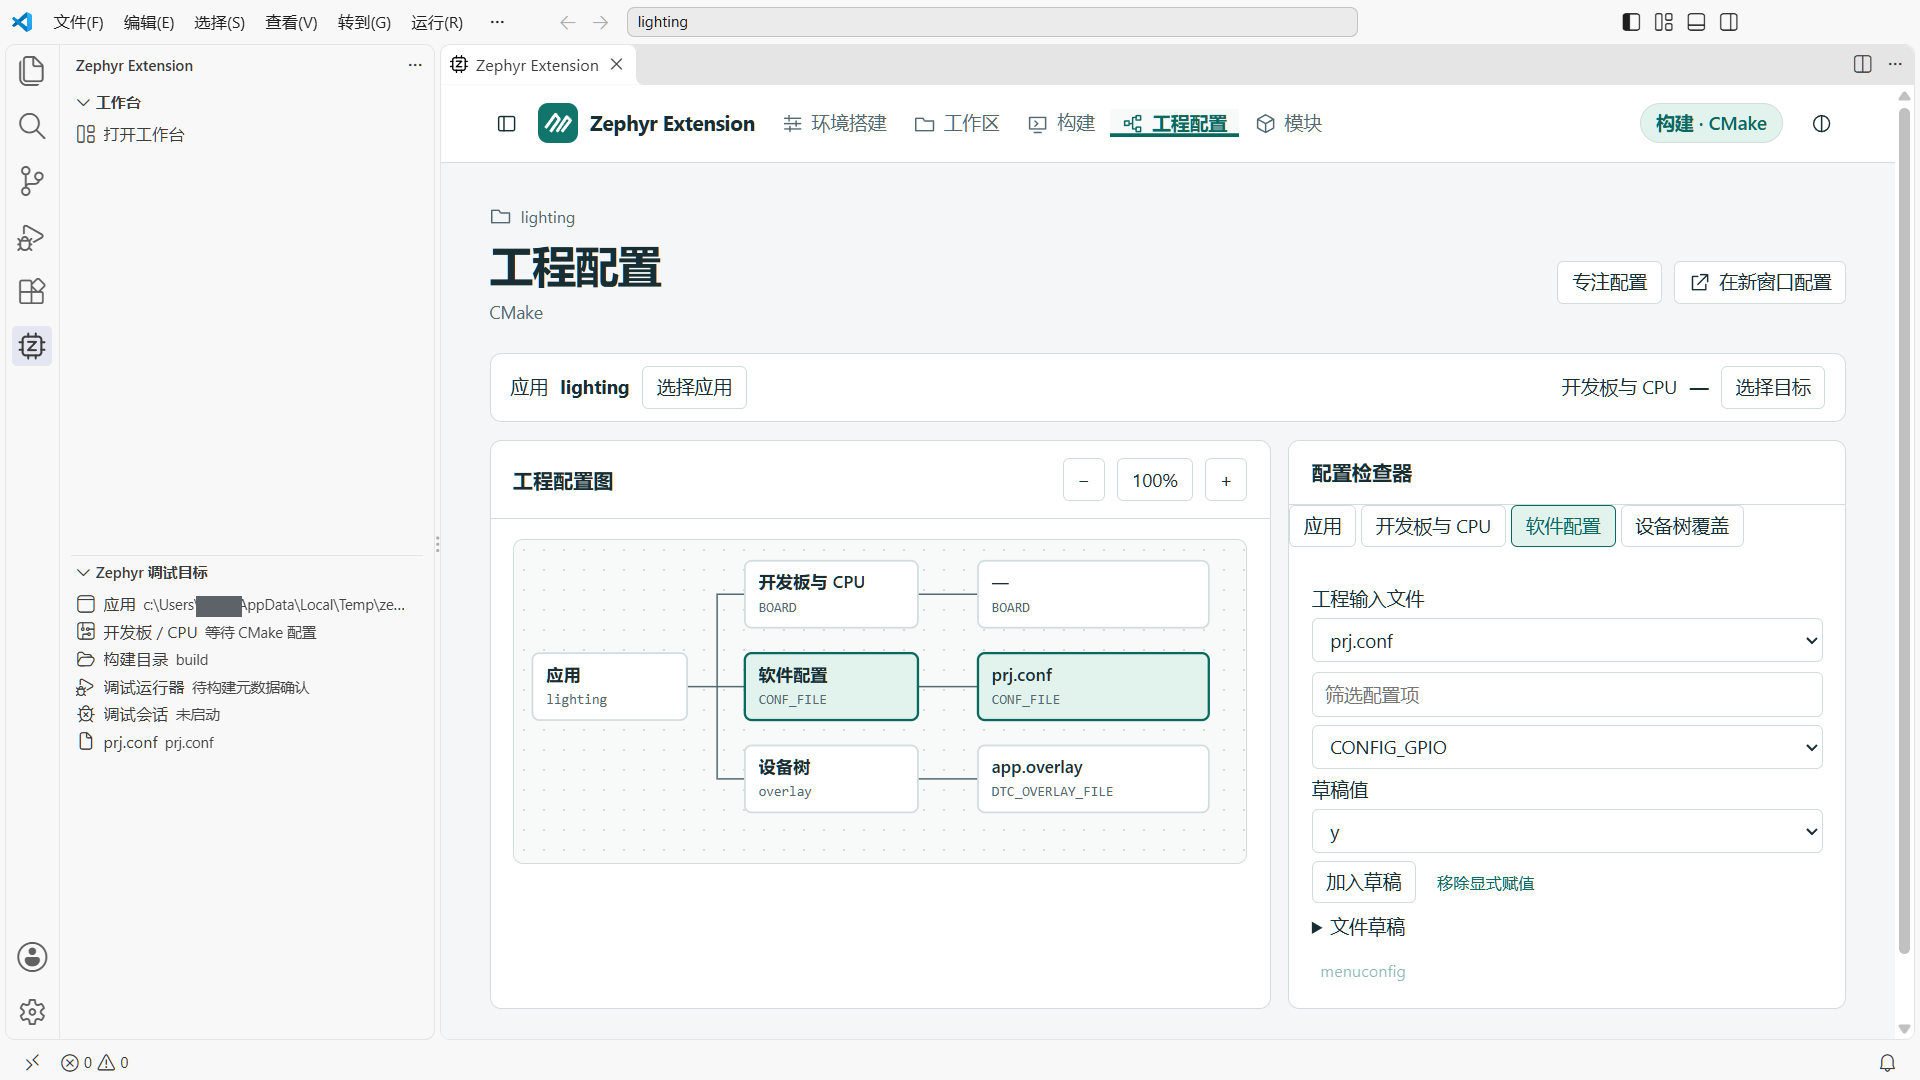 文件(F) 编辑(E) 选择(S) 查看(V) 转到(G) 运行(R) ··· lighting
Zephyr Extension
工作台
打开工作台
Zephyr 调试目标
应用 c:\Users\ AppData\Local\Temp\ze...
开发板 / CPU 等待 CMake 配置
构建目录 build
调试运行器 待构建元数据确认
调试会话 未启动
prj.conf prj.conf
Zephyr Extension
Zephyr Extension 环境搭建 工作区 构建 工程配置 模块 构建 · CMake
lighting
工程配置
CMake
专注配置 在新窗口配置
应用 lighting 选择应用 开发板与 CPU — 选择目标
工程配置图 − 100% +
开发板与 CPU
BOARD
—
BOARD
应用
lighting
软件配置
CONF_FILE
prj.conf
CONF_FILE
设备树
overlay
app.overlay
DTC_OVERLAY_FILE
配置检查器
应用 开发板与 CPU 软件配置 设备树覆盖
工程输入文件
prj.conf
筛选配置项
CONFIG_GPIO
草稿值
y
加入草稿 移除显式赋值
文件草稿
menuconfig
0 0